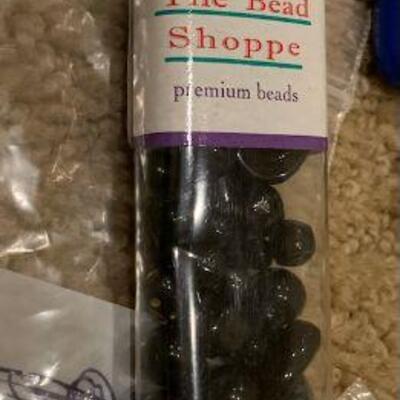 The Bead
Shoppe
premium beads